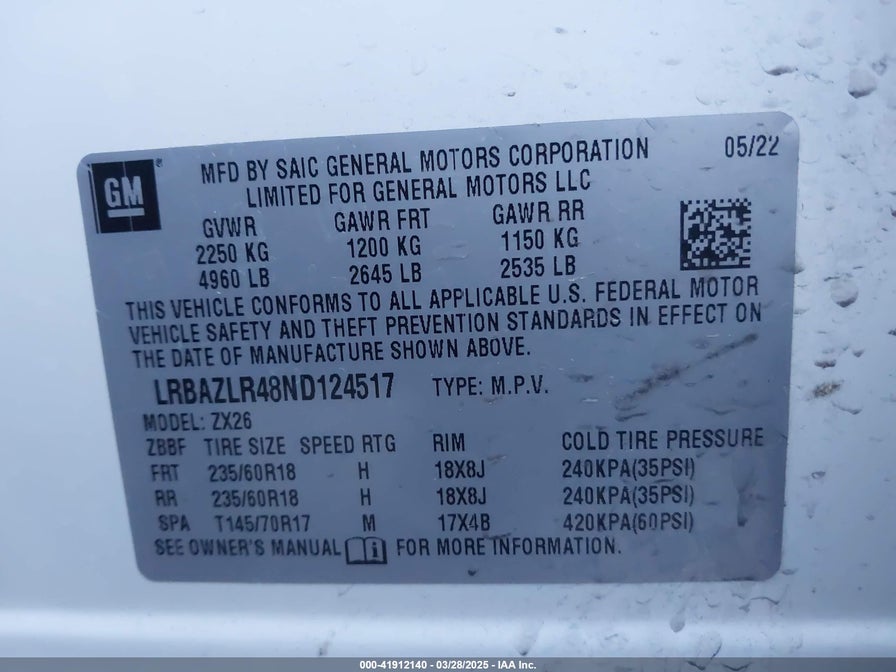 GM
MFD BY SAIC GENERAL MOTORS CORPORATION
LIMITED FOR GENERAL MOTORS LLC
05/22
GVWR GAWR FRT GAWR RR
2250 KG 1200 KG 1150 KG
4960 LB 2645 LB 2535 LB
THIS VEHICLE CONFORMS TO ALL APPLICABLE U.S. FEDERAL MOTOR
VEHICLE SAFETY AND THEFT PREVENTION STANDARDS IN EFFECT ON
THE DATE OF MANUFACTURE SHOWN ABOVE.
LRBAZLR48ND124517 TYPE: M.P.V.
MODEL: ZX26
ZBBF TIRE SIZE SPEED RTG RIM COLD TIRE PRESSURE
FRT 235/60R18 H 18X8J 240KPA(35PSI)
RR 235/60R18 H 18X8J 240KPA(35PSI)
SPA T145/70R17 M 17X4B 420KPA(60PSI)
SEE OWNER'S MANUAL FOR MORE INFORMATION.
000-41912140 - 03/28/2025 - IAA Inc.